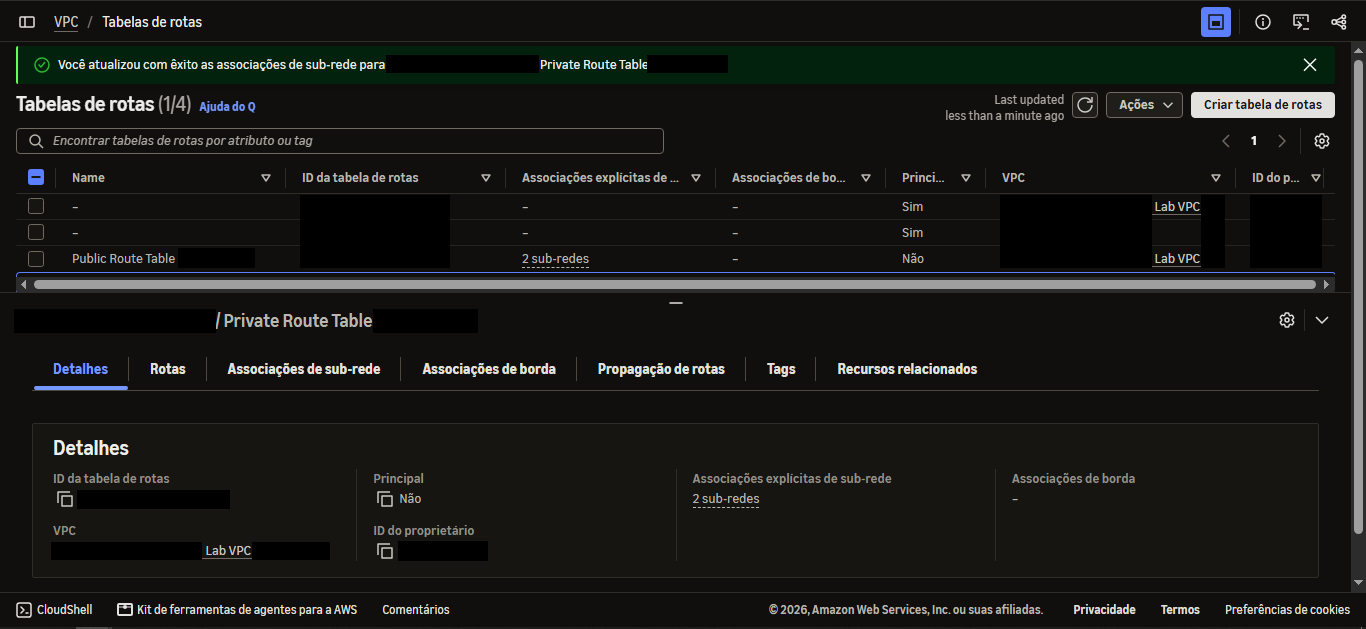 VPC / Tabelas de rotas
Você atualizou com êxito as associações de sub-rede para Private Route Table
Tabelas de rotas (1/4) Ajuda do Q
Last updated
less than a minute ago
Ações
Criar tabela de rotas
Encontrar tabelas de rotas por atributo ou tag
1
Name ID da tabela de rotas Associações explícitas de ... Associações de bo... Princi... VPC ID do p...
– – – Sim Lab VPC
– – – Sim
Public Route Table 2 sub-redes – Não Lab VPC
/ Private Route Table
Detalhes Rotas Associações de sub-rede Associações de borda Propagação de rotas Tags Recursos relacionados
Detalhes
ID da tabela de rotas Principal Associações explícitas de sub-rede Associações de borda
Não 2 sub-redes –
VPC ID do proprietário
Lab VPC
CloudShell Kit de ferramentas de agentes para a AWS Comentários © 2026, Amazon Web Services, Inc. ou suas afiliadas. Privacidade Termos Preferências de cookies